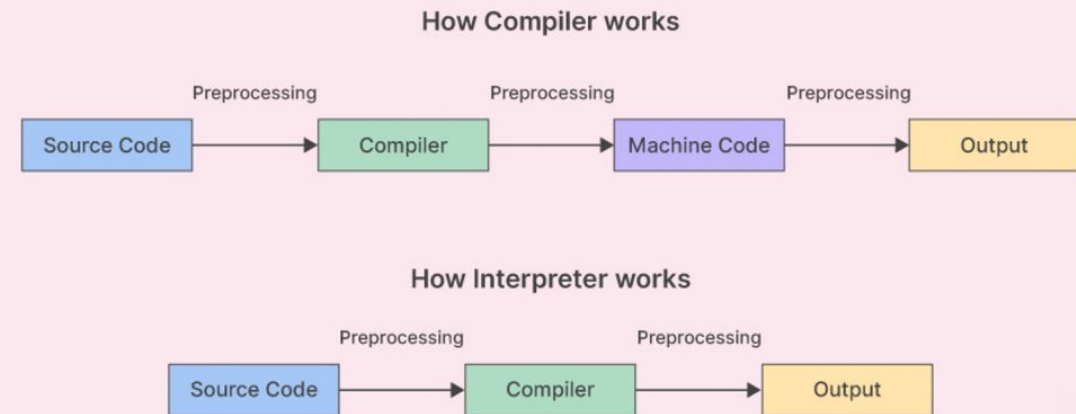 How Compiler works
Preprocessing Preprocessing Preprocessing
Source Code Compiler Machine Code Output
How Interpreter works
Preprocessing Preprocessing
Source Code Compiler Output